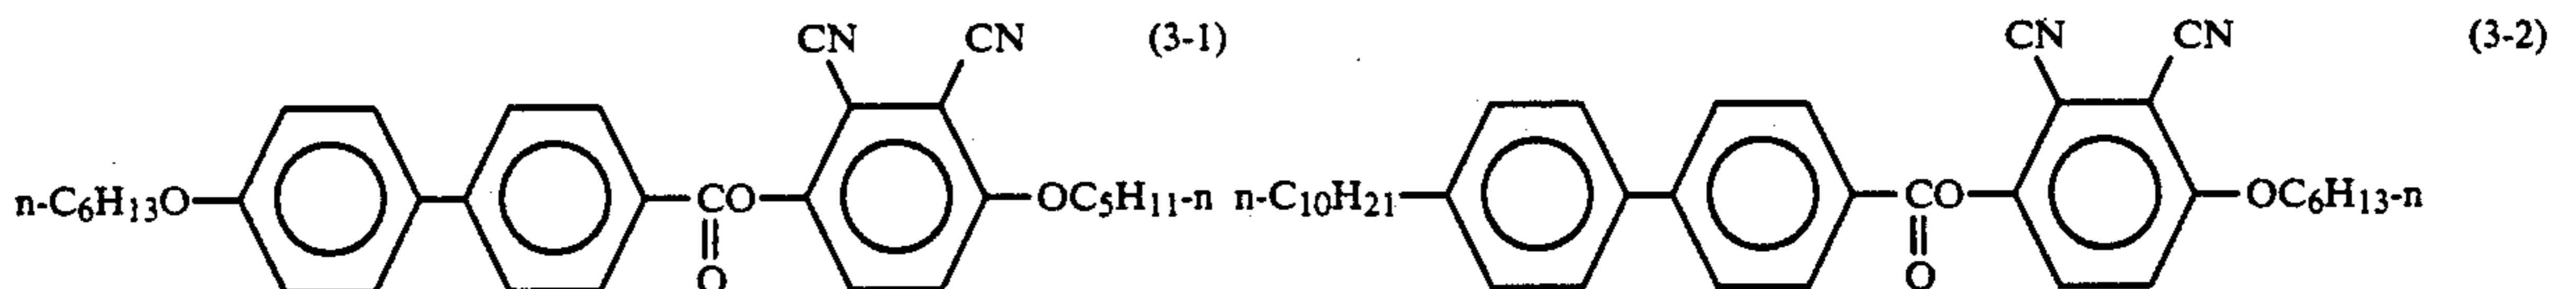 CN CN (3-1) CN CN (3-2)
n-C6H13O CO OC5H11-n n-C10H21 CO OC6H13-n
O O